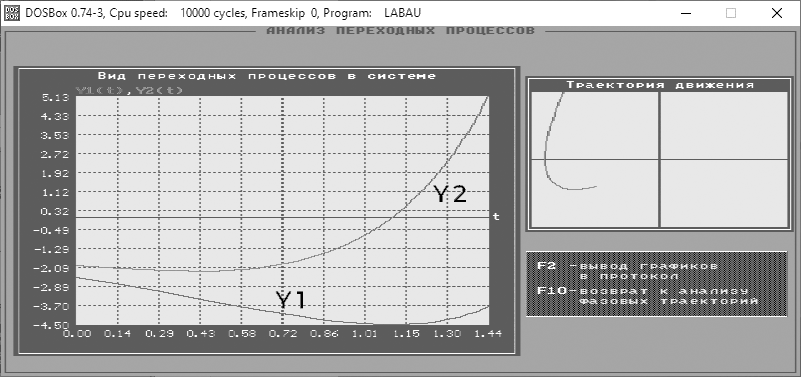 DOSBox 0.74-3, Cpu speed: 10000 cycles, Frameskip 0, Program: LABAU
АНАЛИЗ ПЕРЕХОДНЫХ ПРОЦЕССОВ
Вид переходных процессов в системе
Y1(t),Y2(t)
5.13
4.33
3.53
2.72
1.92
1.12
0.32
-0.49
-1.29
-2.09
-2.89
-3.70
-4.50
0.00 0.14 0.29 0.43 0.58 0.72 0.86 1.01 1.15 1.30 1.44
t
Y2
Y1
Траектория движения
F2 -вывод графиков
в протокол
F10-возврат к анализу
фазовых траекторий